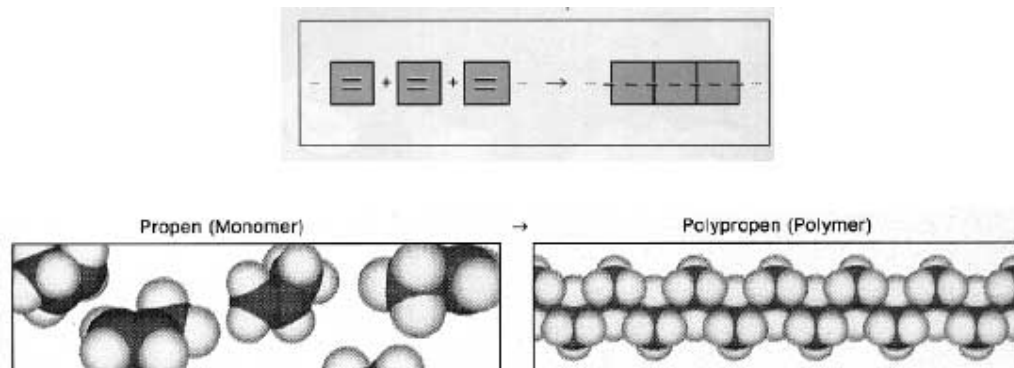 = + = + = →
Propen (Monomer) → Polypropen (Polymer)